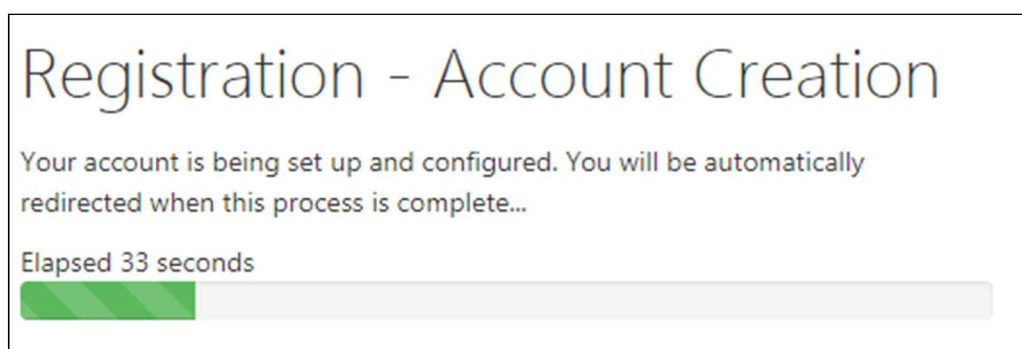 Registration - Account Creation
Your account is being set up and configured. You will be automatically
redirected when this process is complete...
Elapsed 33 seconds